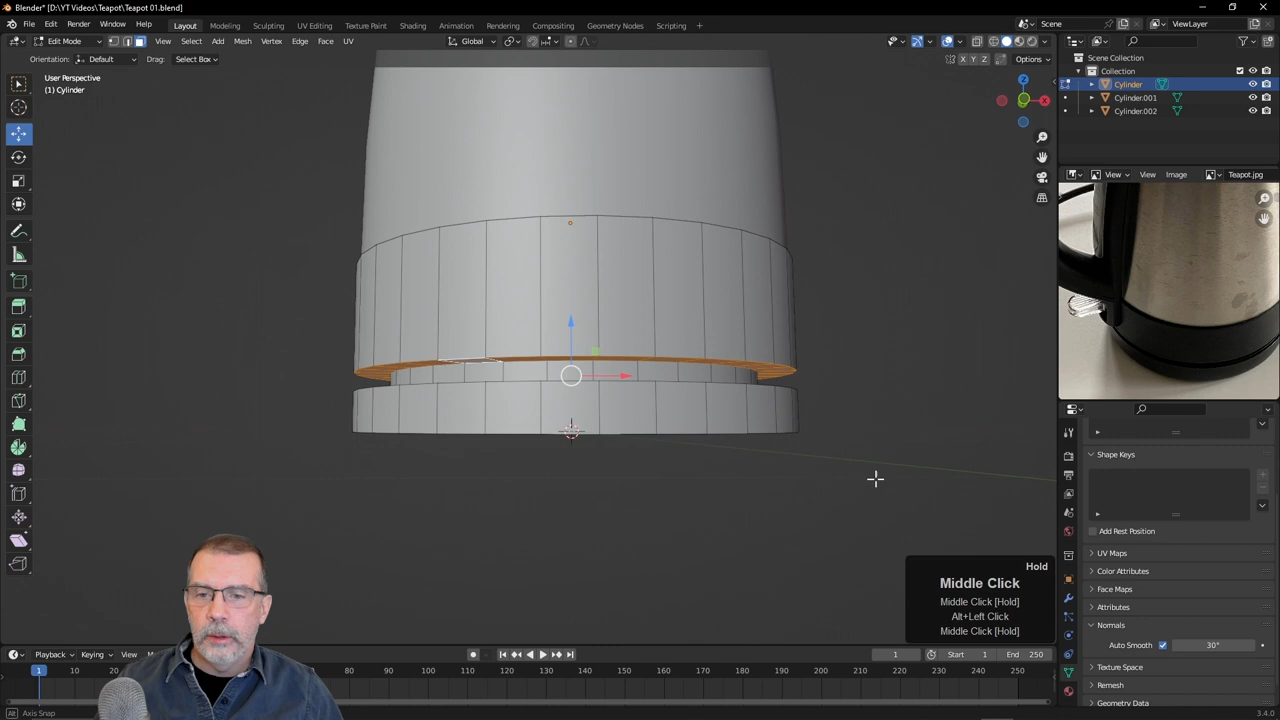 Blender* [D:\YT Videos\Teapot\Teapot 01.blend]
File Edit Render Window Help Layout Modeling Sculpting UV Editing Texture Paint Shading Animation Rendering Compositing Geometry Nodes Scripting + Scene ViewLayer
Edit Mode View Select Add Mesh Vertex Edge Face UV Global
Orientation: Default Drag: Select Box X Y Z Options
User Perspective
(1) Cylinder
Z
X
Scene Collection
Collection
Cylinder
Cylinder.001
Cylinder.002
View View Image Teapot.jpg
Shape Keys
Add Rest Position
UV Maps
Color Attributes
Face Maps
Attributes
Normals
Auto Smooth 30°
Texture Space
Remesh
Geometry Data
Hold
Middle Click
Middle Click [Hold]
Alt+Left Click
Middle Click [Hold]
Playback Keying View 1 Start 1 End 250
1 10 20 80 90 100 110 120 130 140 150 160 170 180 190 200 210 220 230 240 250
Axis Snap 3.4.0